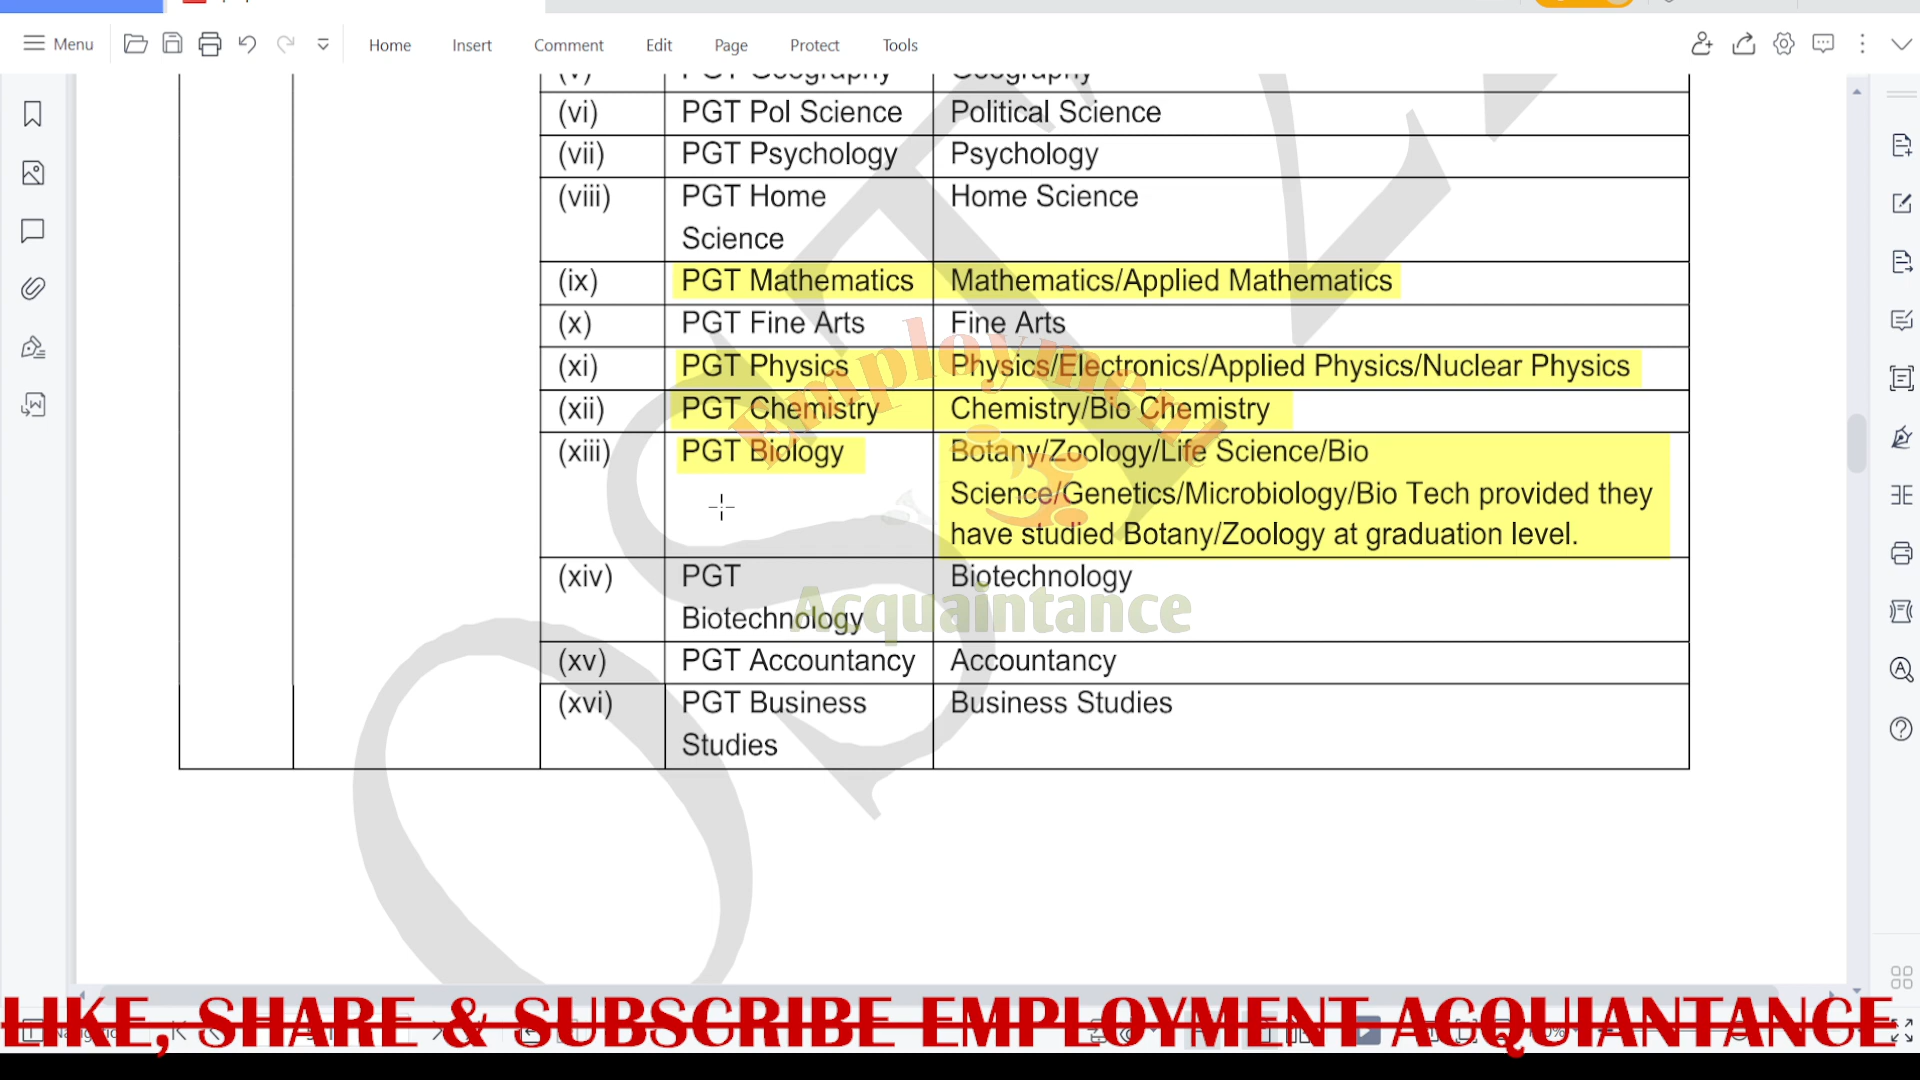 Menu
Home
Insert
Comment
Edit
Page
Protect
Tools
(v) PGT Geography Geography
(vi) PGT Pol Science Political Science
(vii) PGT Psychology Psychology
(viii) PGT Home Home Science
Science
(ix) PGT Mathematics Mathematics/Applied Mathematics
(x) PGT Fine Arts Fine Arts
(xi) PGT Physics Physics/Electronics/Applied Physics/Nuclear Physics
(xii) PGT Chemistry Chemistry/Bio Chemistry
(xiii) PGT Biology Botany/Zoology/Life Science/Bio
Science/Genetics/Microbiology/Bio Tech provided they
have studied Botany/Zoology at graduation level.
(xiv) PGT Biotechnology
Biotechnology
(xv) PGT Accountancy Accountancy
(xvi) PGT Business Business Studies
Studies
Employment
Acquaintance
LIKE, SHARE & SUBSCRIBE EMPLOYMENT ACQUIANTANCE